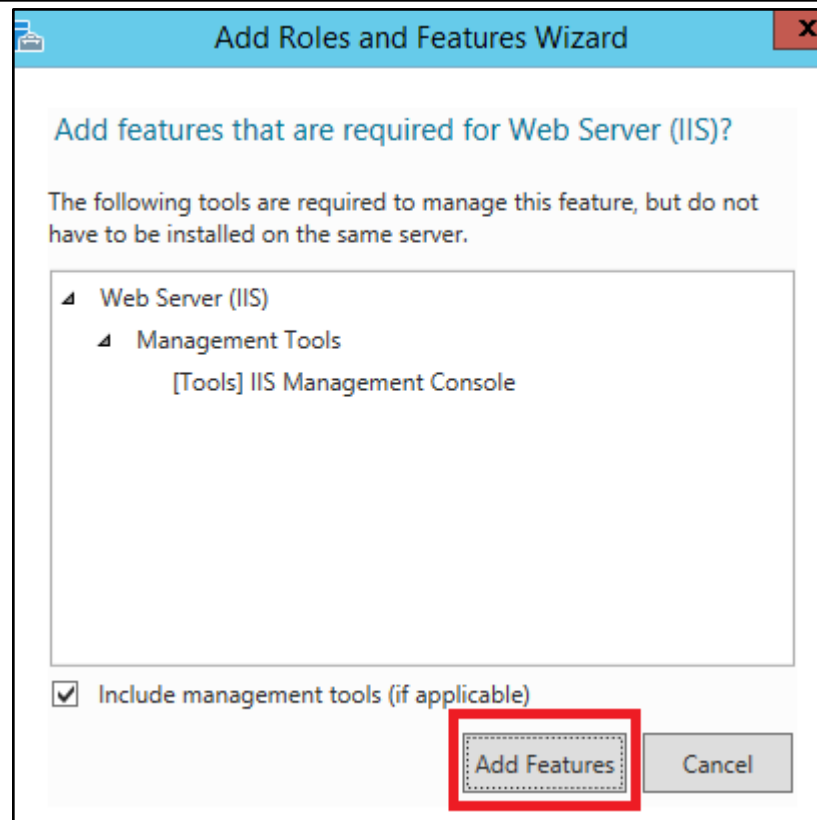 Add Roles and Features Wizard
x
Add features that are required for Web Server (IIS)?
The following tools are required to manage this feature, but do not
have to be installed on the same server.
Web Server (IIS)
Management Tools
[Tools] IIS Management Console
Include management tools (if applicable)
Add Features
Cancel